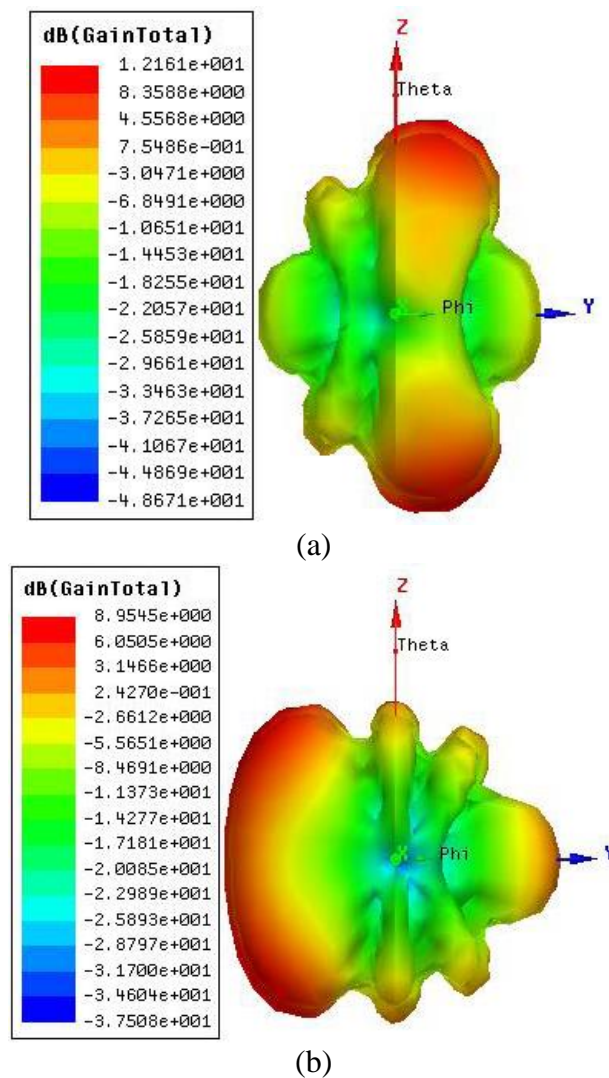 dB(GainTotal)
1.2161e+001
8.3588e+000
4.5568e+000
7.5486e-001
-3.0471e+000
-6.8491e+000
-1.0651e+001
-1.4453e+001
-1.8255e+001
-2.2057e+001
-2.5859e+001
-2.9661e+001
-3.3463e+001
-3.7265e+001
-4.1067e+001
-4.4869e+001
-4.8671e+001
Z
Theta
X
Phi
Y
(a)
dB(GainTotal)
8.9545e+000
6.0505e+000
3.1466e+000
2.4270e-001
-2.6612e+000
-5.5651e+000
-8.4691e+000
-1.1373e+001
-1.4277e+001
-1.7181e+001
-2.0085e+001
-2.2989e+001
-2.5893e+001
-2.8797e+001
-3.1700e+001
-3.4604e+001
-3.7508e+001
Z
Theta
X
Phi
Y
(b)